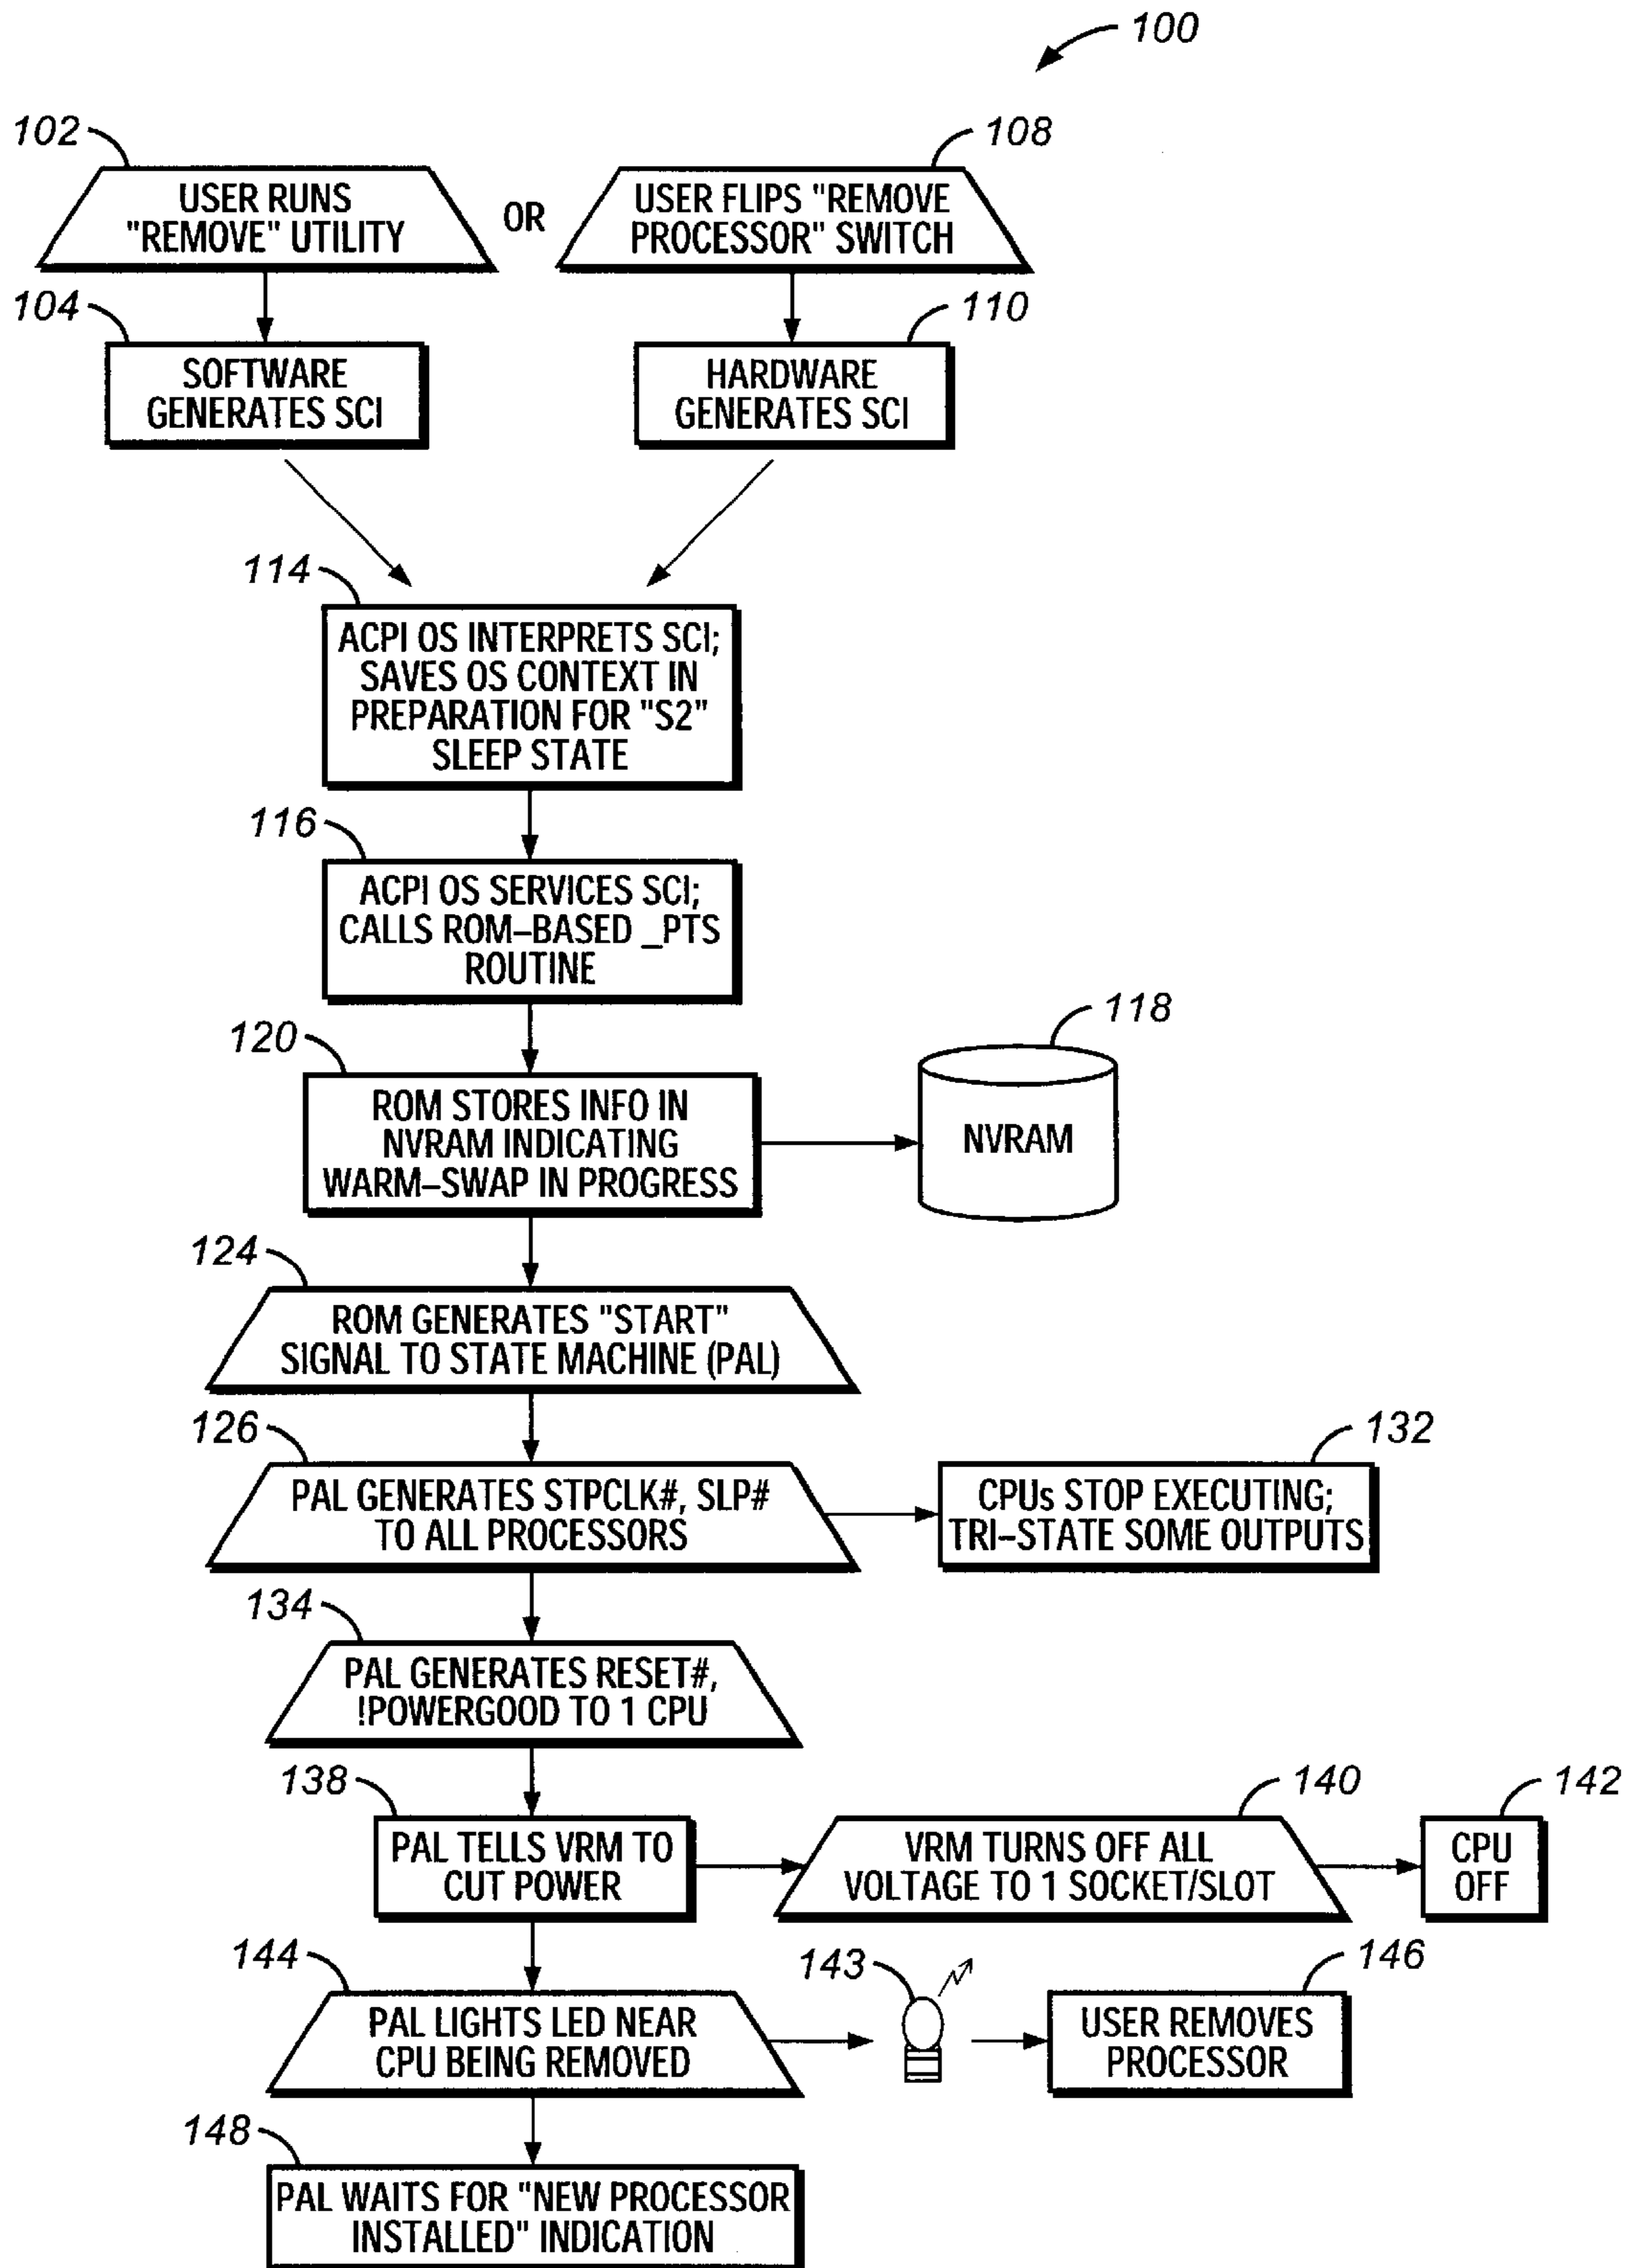 100
102
108
USER RUNS
"REMOVE" UTILITY
OR
USER FLIPS "REMOVE
PROCESSOR" SWITCH
104
110
SOFTWARE
GENERATES SCI
HARDWARE
GENERATES SCI
114
ACPI OS INTERPRETS SCI;
SAVES OS CONTEXT IN
PREPARATION FOR "S2"
SLEEP STATE
116
ACPI OS SERVICES SCI;
CALLS ROM–BASED _PTS
ROUTINE
118
120
ROM STORES INFO IN
NVRAM INDICATING
WARM–SWAP IN PROGRESS
NVRAM
124
ROM GENERATES "START"
SIGNAL TO STATE MACHINE (PAL)
126
132
PAL GENERATES STPCLK#, SLP#
TO ALL PROCESSORS
CPUs STOP EXECUTING;
TRI–STATE SOME OUTPUTS
134
PAL GENERATES RESET#,
!POWERGOOD TO 1 CPU
138
140
142
PAL TELLS VRM TO
CUT POWER
VRM TURNS OFF ALL
VOLTAGE TO 1 SOCKET/SLOT
CPU
OFF
144
143
146
PAL LIGHTS LED NEAR
CPU BEING REMOVED
USER REMOVES
PROCESSOR
148
PAL WAITS FOR "NEW PROCESSOR
INSTALLED" INDICATION